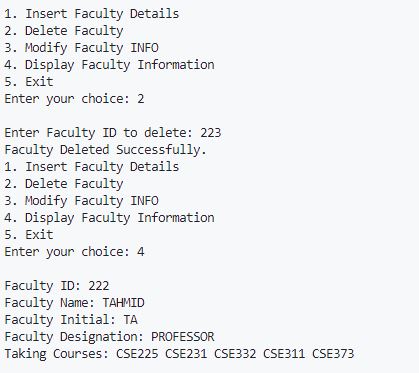 1. Insert Faculty Details
2. Delete Faculty
3. Modify Faculty INFO
4. Display Faculty Information
5. Exit
Enter your choice: 2
Enter Faculty ID to delete: 223
Faculty Deleted Successfully.
1. Insert Faculty Details
2. Delete Faculty
3. Modify Faculty INFO
4. Display Faculty Information
5. Exit
Enter your choice: 4
Faculty ID: 222
Faculty Name: TAHMID
Faculty Initial: TA
Faculty Designation: PROFESSOR
Taking Courses: CSE225 CSE231 CSE332 CSE311 CSE373